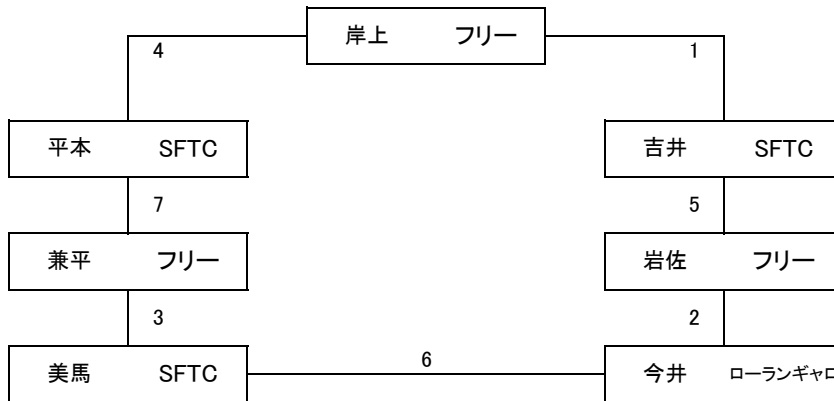 岸上 フリー
4 1
平本 SFTC 吉井 SFTC
7 5
兼平 フリー 岩佐 フリー
3 2
6
美馬 SFTC 今井 ローランギャロ